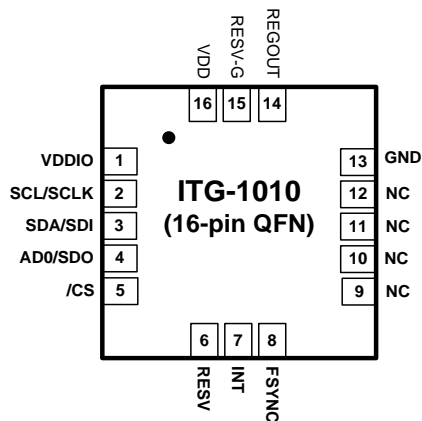 VDD
RESV-G
REGOUT
16
15
14
VDDIO 1
SCL/SCLK 2
SDA/SDI 3
AD0/SDO 4
/CS 5
ITG-1010
(16-pin QFN)
13 GND
12 NC
11 NC
10 NC
9 NC
6
7
8
RESV
INT
FSYNC